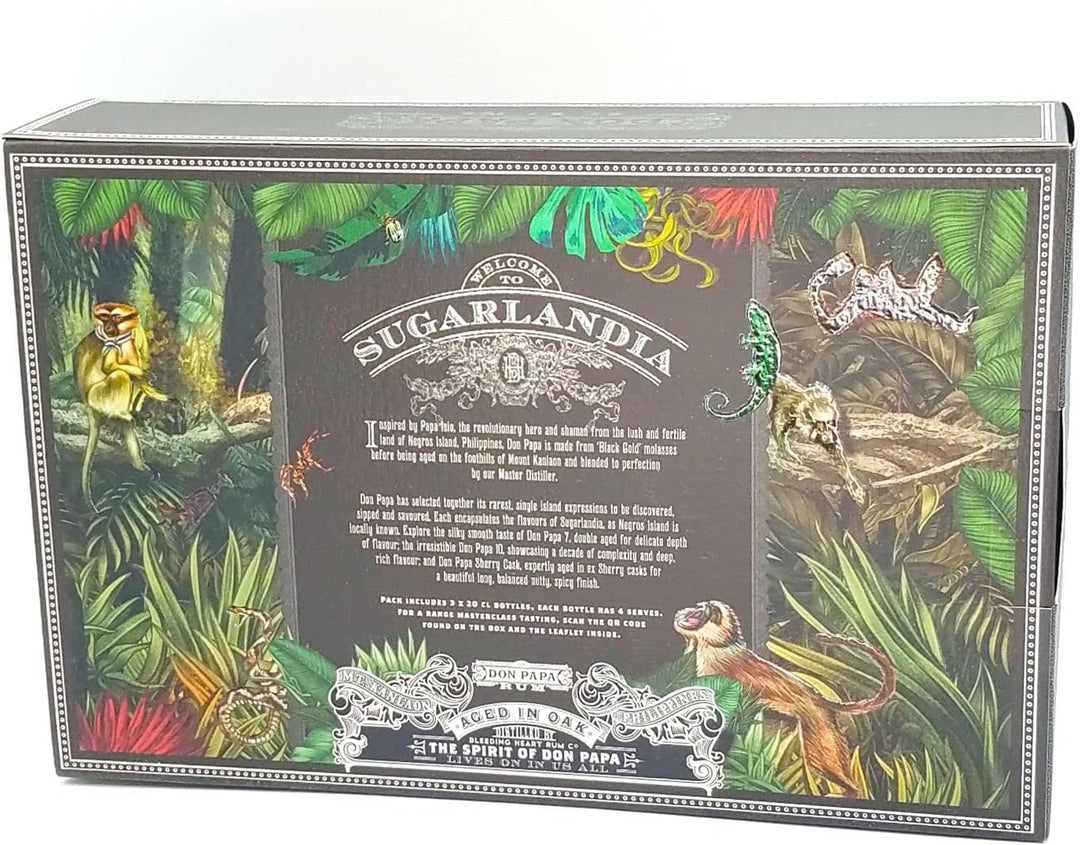 WELCOME
TO
SUGARLANDIA
Inspired by Papa Isio, the revolutionary hero and shaman from the lush and fertile
land of Negros Island, Philippines, Don Papa is made from 'Black Gold' molasses
before being aged on the foothills of Mount Kanlaon and blended to perfection
by our Master Distiller.
Don Papa has selected together its rarest, single island expressions to be discovered,
sipped and savoured. Each encapsulates the flavours of Sugarlandia, as Negros Island is
locally known. Explore the silky smooth taste of Don Papa 7, double aged for delicate depth
of flavour; the irresistible Don Papa 10, showcasing a decade of complexity and deep,
rich flavour; and Don Papa Sherry Cask, expertly aged in ex Sherry casks for
a beautiful long, balanced nutty, spicy finish.
PACK INCLUDES 3 X 20 CL BOTTLES, EACH BOTTLE HAS 4 SERVES.
FOR A RANGE MASTERCLASS TASTING, SCAN THE QR CODE
FOUND ON THE BOX AND THE LEAFLET INSIDE.
DON PAPA
RUM
MT KANLAON
PHILIPPINES
AGED IN OAK
DISTILLED BY
BLEEDING HEART RUM Co
THE SPIRIT OF DON PAPA
LIVES ON IN US ALL